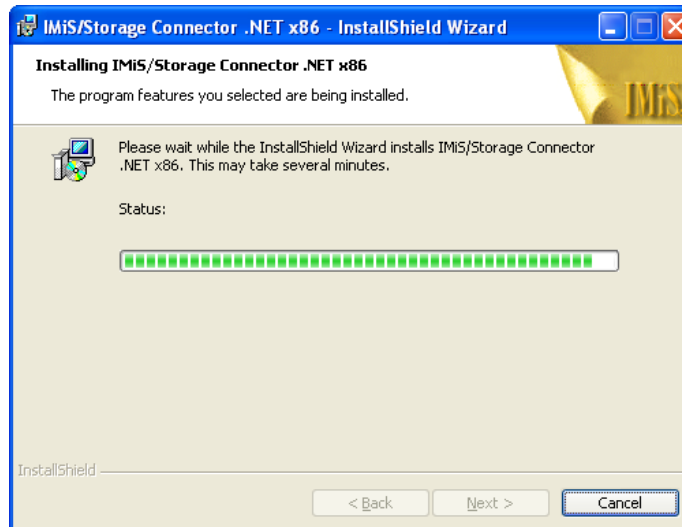 IMiS/Storage Connector .NET x86 - InstallShield Wizard
Installing IMiS/Storage Connector .NET x86
The program features you selected are being installed.
IMiS
Please wait while the InstallShield Wizard installs IMiS/Storage Connector
.NET x86. This may take several minutes.
Status:
InstallShield
< Back
Next >
Cancel